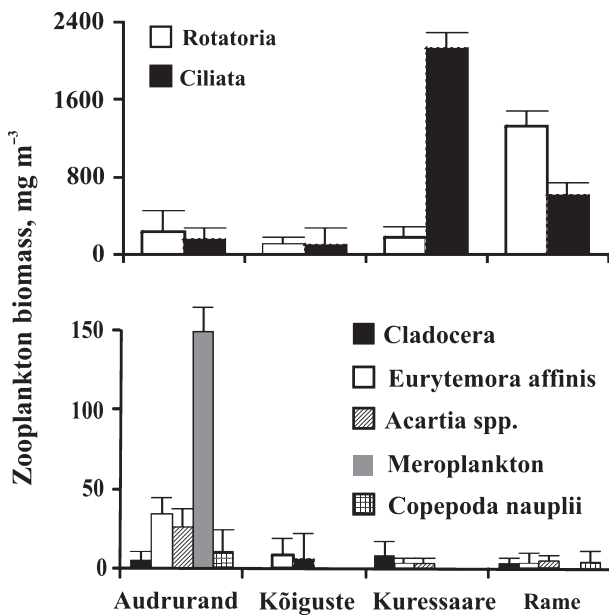 Zooplankton biomass, mg m⁻³
2400
1600
800
0
Rotatoria
Ciliata
150
100
50
0
Cladocera
Eurytemora affinis
Acartia spp.
Meroplankton
Copepoda nauplii
Audrurand Kõiguste Kuressaare Rame